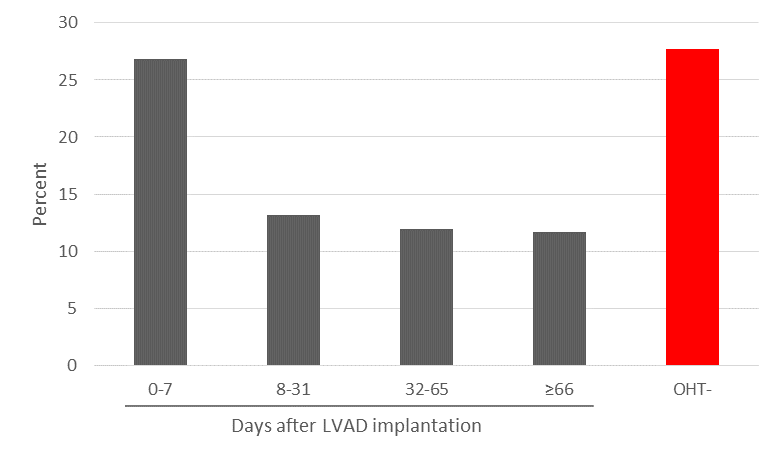 30
25
20
15
10
5
0
Percent
0-7 8-31 32-65 ≥66 OHT-
Days after LVAD implantation